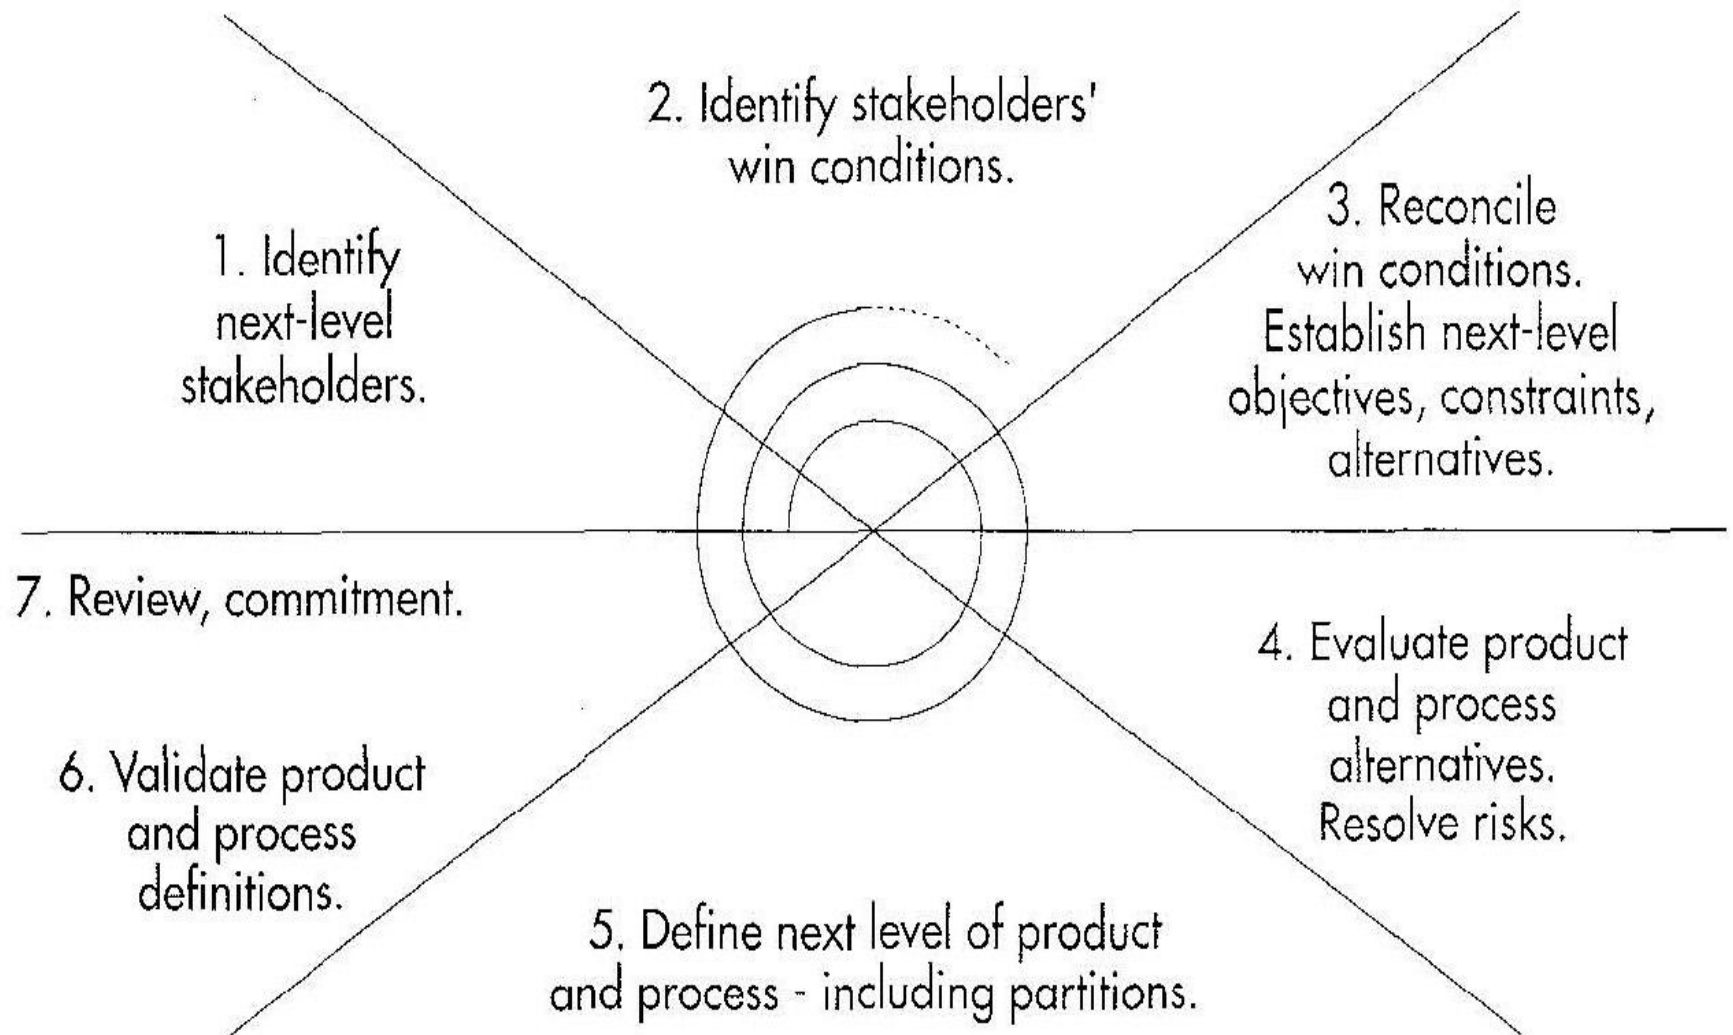 1. Identify
next-level
stakeholders.
2. Identify stakeholders'
win conditions.
3. Reconcile
win conditions.
Establish next-level
objectives, constraints,
alternatives.
4. Evaluate product
and process
alternatives.
Resolve risks.
5. Define next level of product
and process - including partitions.
6. Validate product
and process
definitions.
7. Review, commitment.